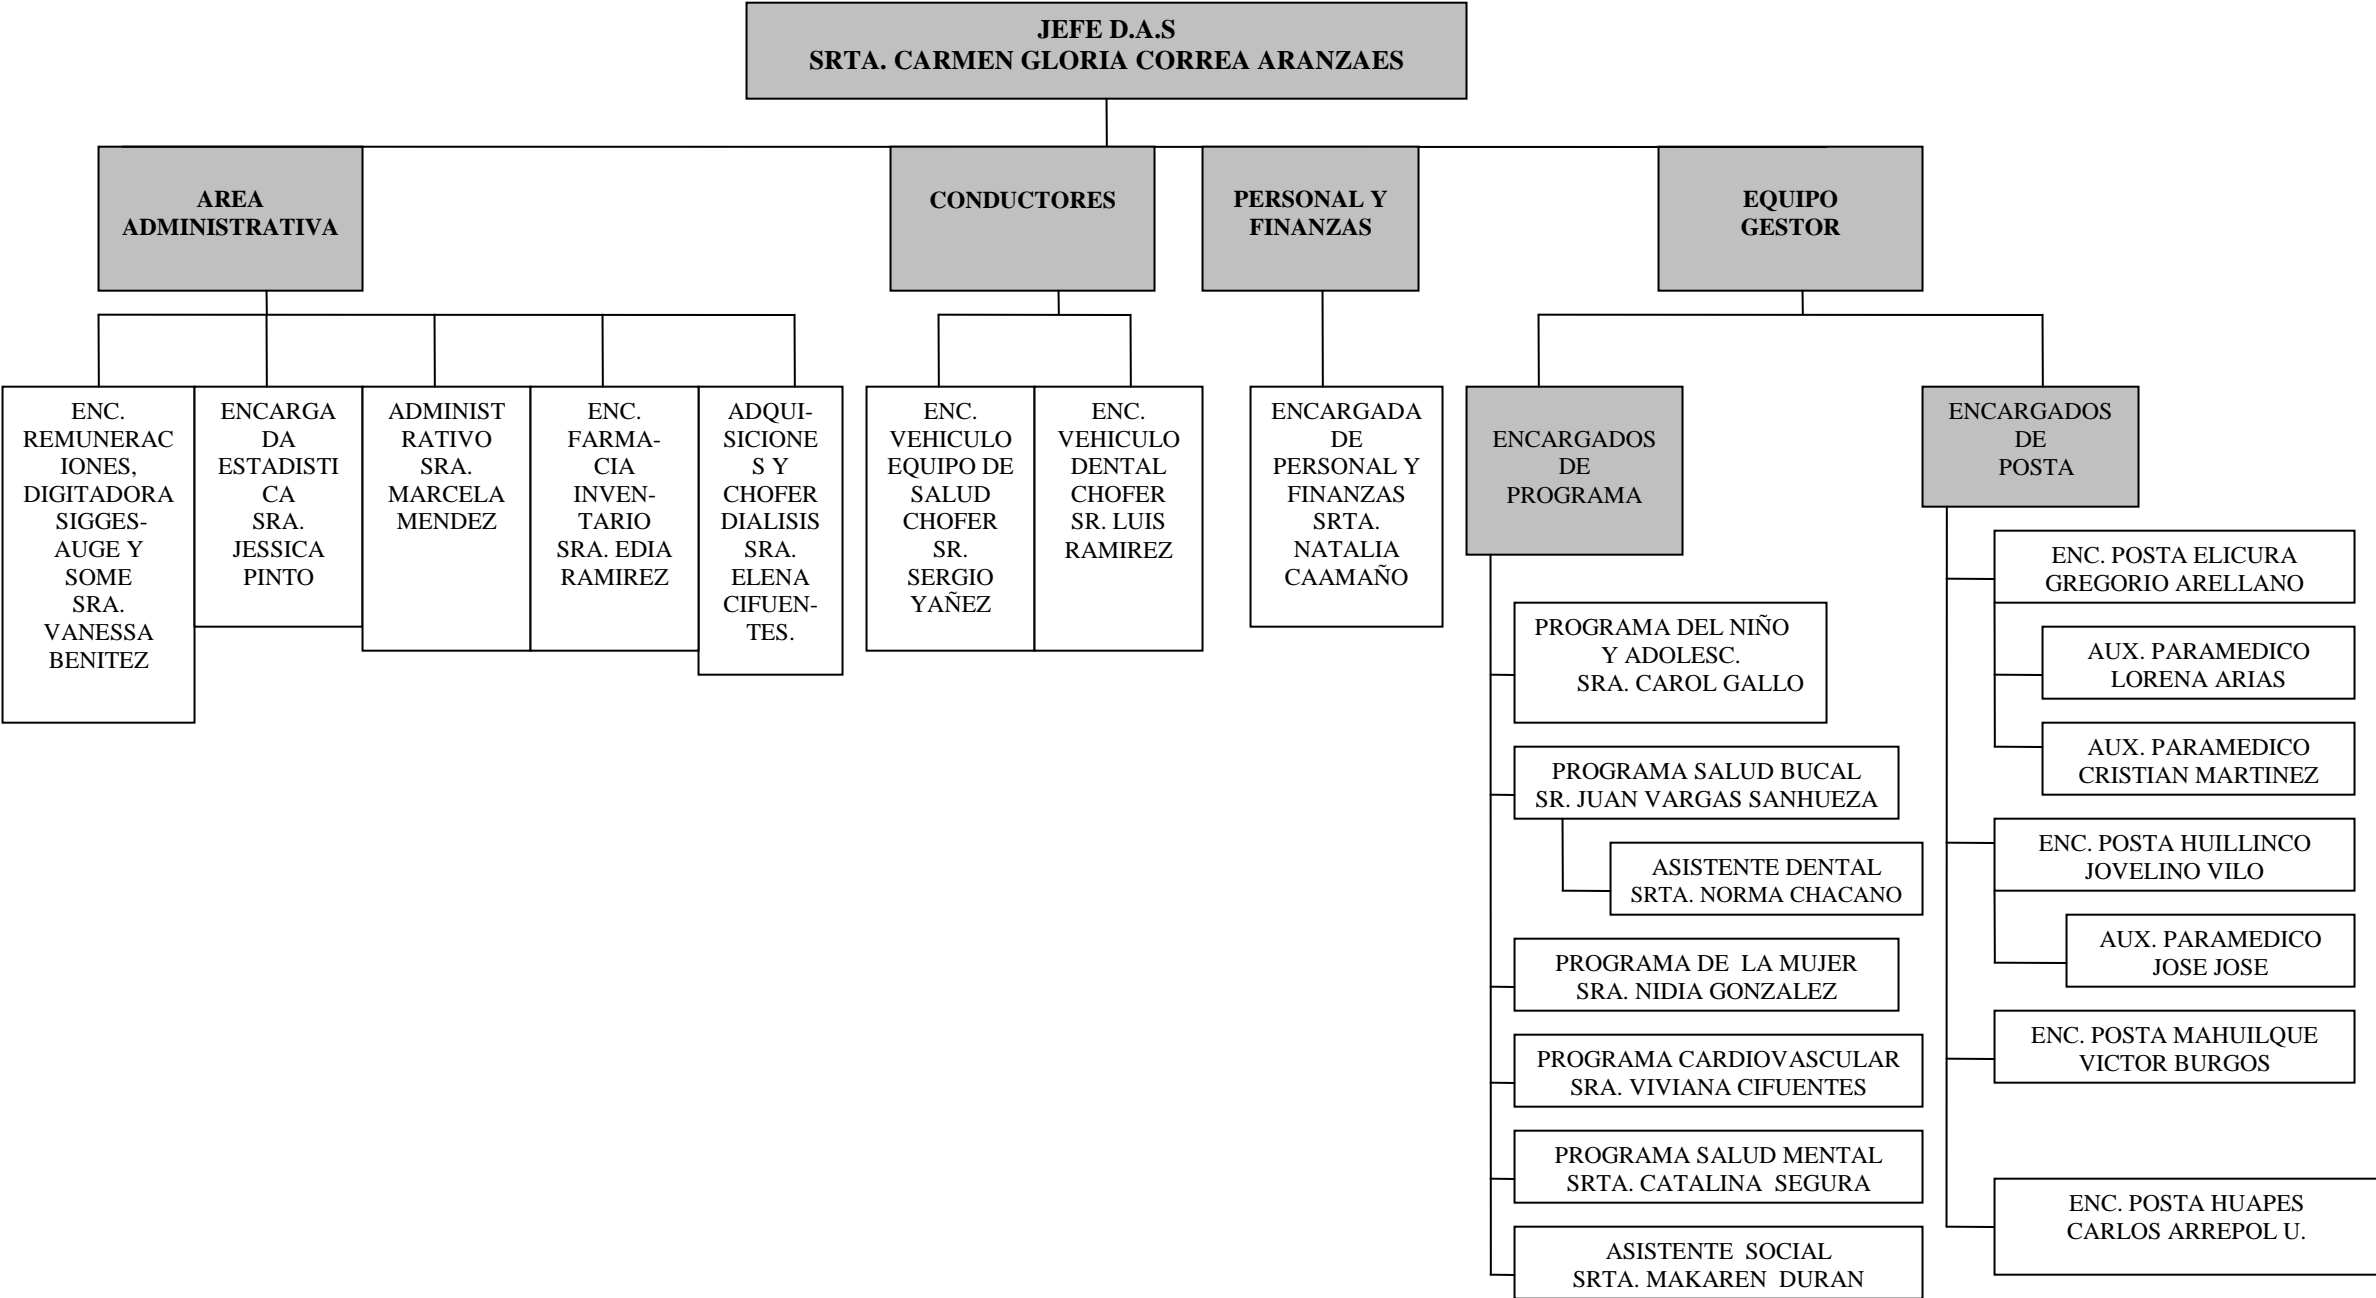 JEFE D.A.S
SRTA. CARMEN GLORIA CORREA ARANZAES
AREA
ADMINISTRATIVA
CONDUCTORES
PERSONAL Y
FINANZAS
EQUIPO
GESTOR
ENC.
REMUNERAC
IONES,
DIGITADORA
SIGGES-
AUGE Y
SOME
SRA.
VANESSA
BENITEZ
ENCARGA
DA
ESTADISTI
CA
SRA.
JESSICA
PINTO
ADMINIST
RATIVO
SRA.
MARCELA
MENDEZ
ENC.
FARMA-
CIA
INVEN-
TARIO
SRA. EDIA
RAMIREZ
ADQUI-
SICIONE
S Y
CHOFER
DIALISIS
SRA.
ELENA
CIFUEN-
TES.
ENC.
VEHICULO
EQUIPO DE
SALUD
CHOFER
SR.
SERGIO
YAÑEZ
ENC.
VEHICULO
DENTAL
CHOFER
SR. LUIS
RAMIREZ
ENCARGADA
DE
PERSONAL Y
FINANZAS
SRTA.
NATALIA
CAAMAÑO
ENCARGADOS
DE
PROGRAMA
PROGRAMA DEL NIÑO
Y ADOLESC.
SRA. CAROL GALLO
PROGRAMA SALUD BUCAL
SR. JUAN VARGAS SANHUEZA
ASISTENTE DENTAL
SRTA. NORMA CHACANO
PROGRAMA DE  LA MUJER
SRA. NIDIA GONZALEZ
PROGRAMA CARDIOVASCULAR
SRA. VIVIANA CIFUENTES
PROGRAMA SALUD MENTAL
SRTA. CATALINA  SEGURA
ASISTENTE  SOCIAL
SRTA. MAKAREN  DURAN
ENCARGADOS
DE
POSTA
ENC. POSTA ELICURA
GREGORIO ARELLANO
AUX. PARAMEDICO
LORENA ARIAS
AUX. PARAMEDICO
CRISTIAN MARTINEZ
ENC. POSTA HUILLINCO
JOVELINO VILO
AUX. PARAMEDICO
JOSE JOSE
ENC. POSTA MAHUILQUE
VICTOR BURGOS
ENC. POSTA HUAPES
CARLOS ARREPOL U.